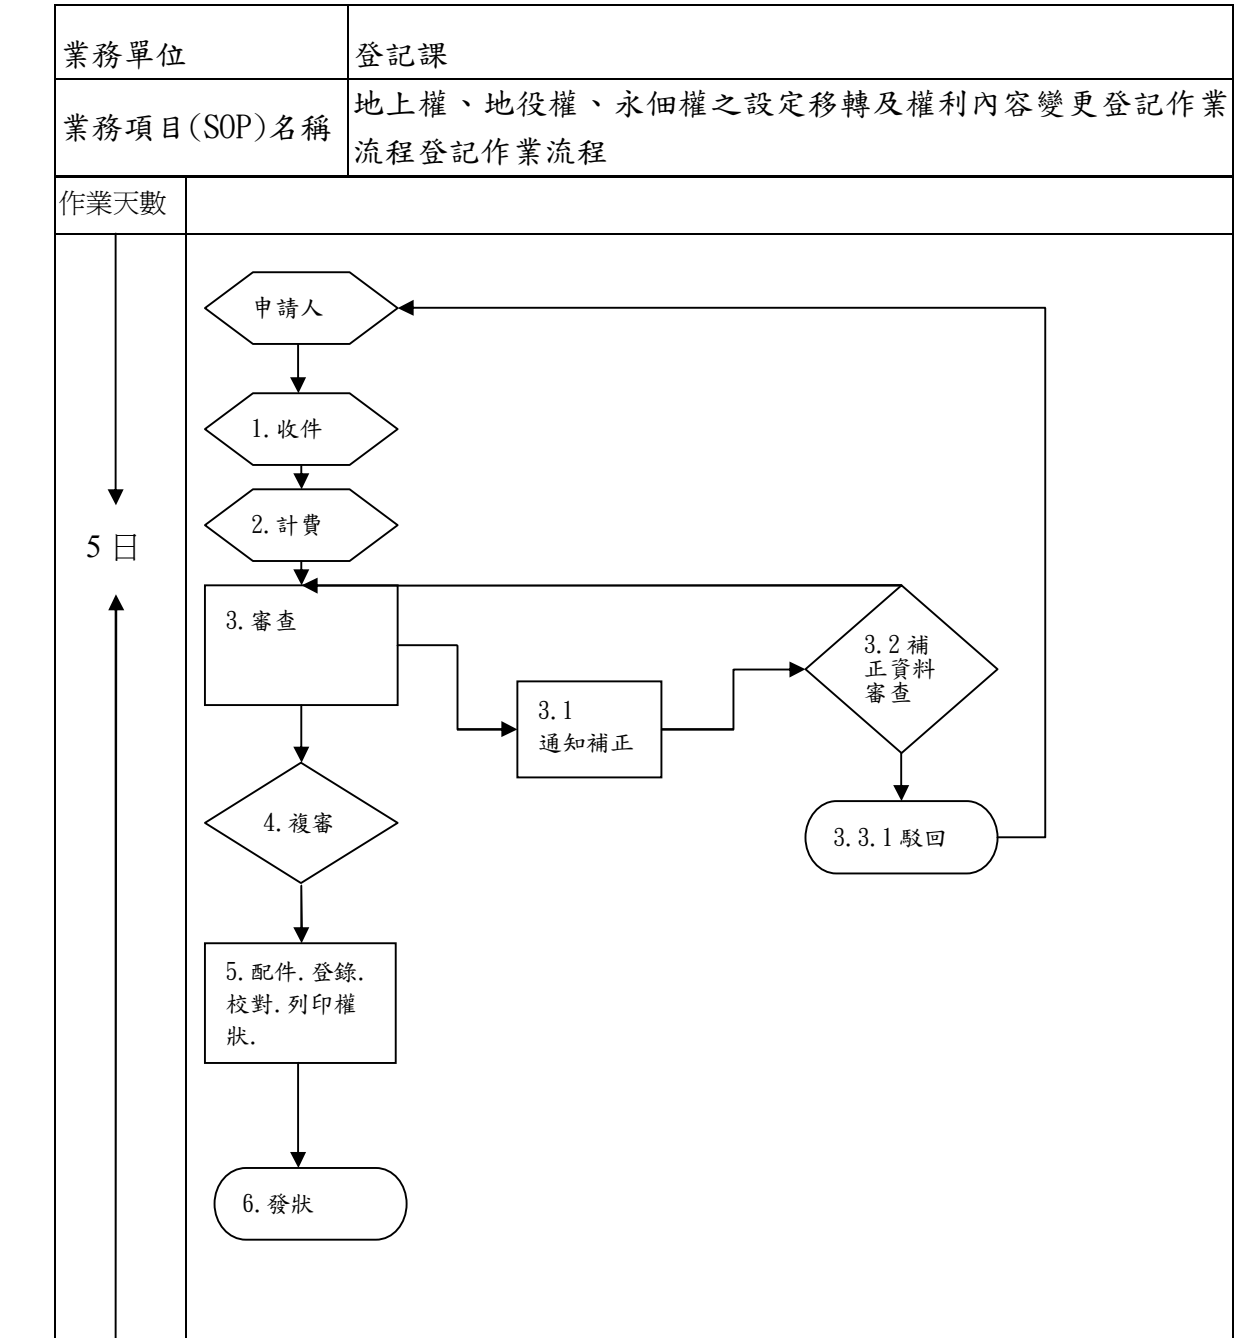 業務單位
登記課
業務項目(SOP)名稱
地上權、地役權、永佃權之設定移轉及權利內容變更登記作業
流程登記作業流程
作業天數
申請人
1.收件
2.計費
5日
3.審查
3.2補
正資料
審查
3.1
通知補正
4.複審
3.3.1駁回
5.配件.登錄.
校對.列印權
狀.
6.發狀